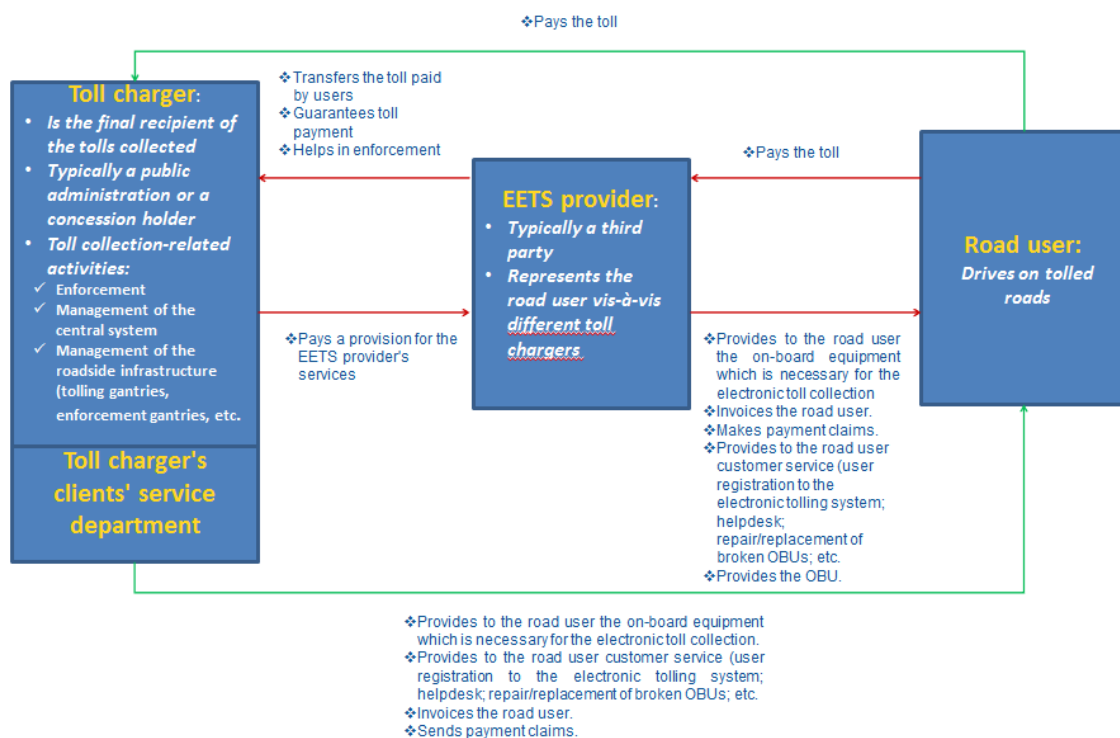 ❖Pays the toll
Toll charger:
• Is the final recipient of
the tolls collected
• Typically a public
administration or a
concession holder
• Toll collection-related
activities:
✓ Enforcement
✓ Management of the
central system
✓ Management of the
roadside infrastructure
(tolling gantries,
enforcement gantries, etc.
Toll charger's
clients' service
department
❖Transfers the toll paid
by users
❖Guarantees toll
payment
❖Helps in enforcement
❖Pays a provision for the
EETS provider's
services
EETS provider:
• Typically a third
party
• Represents the
road user vis-à-vis
different toll
chargers
❖Pays the toll
❖Provides to the road user
the on-board equipment
which is necessary for the
electronic toll collection
❖Invoices the road user.
❖Makes payment claims.
❖Provides to the road user
customer service (user
registration to the
electronic tolling system;
helpdesk;
repair/replacement of
broken OBUs; etc.
❖Provides the OBU.
Road user:
Drives on tolled
roads
❖Provides to the road user the on-board equipment
which is necessary for the electronic toll collection.
❖Provides to the road user customer service (user
registration to the electronic tolling system;
helpdesk; repair/replacement of broken OBUs; etc.
❖Invoices the road user.
❖Sends payment claims.